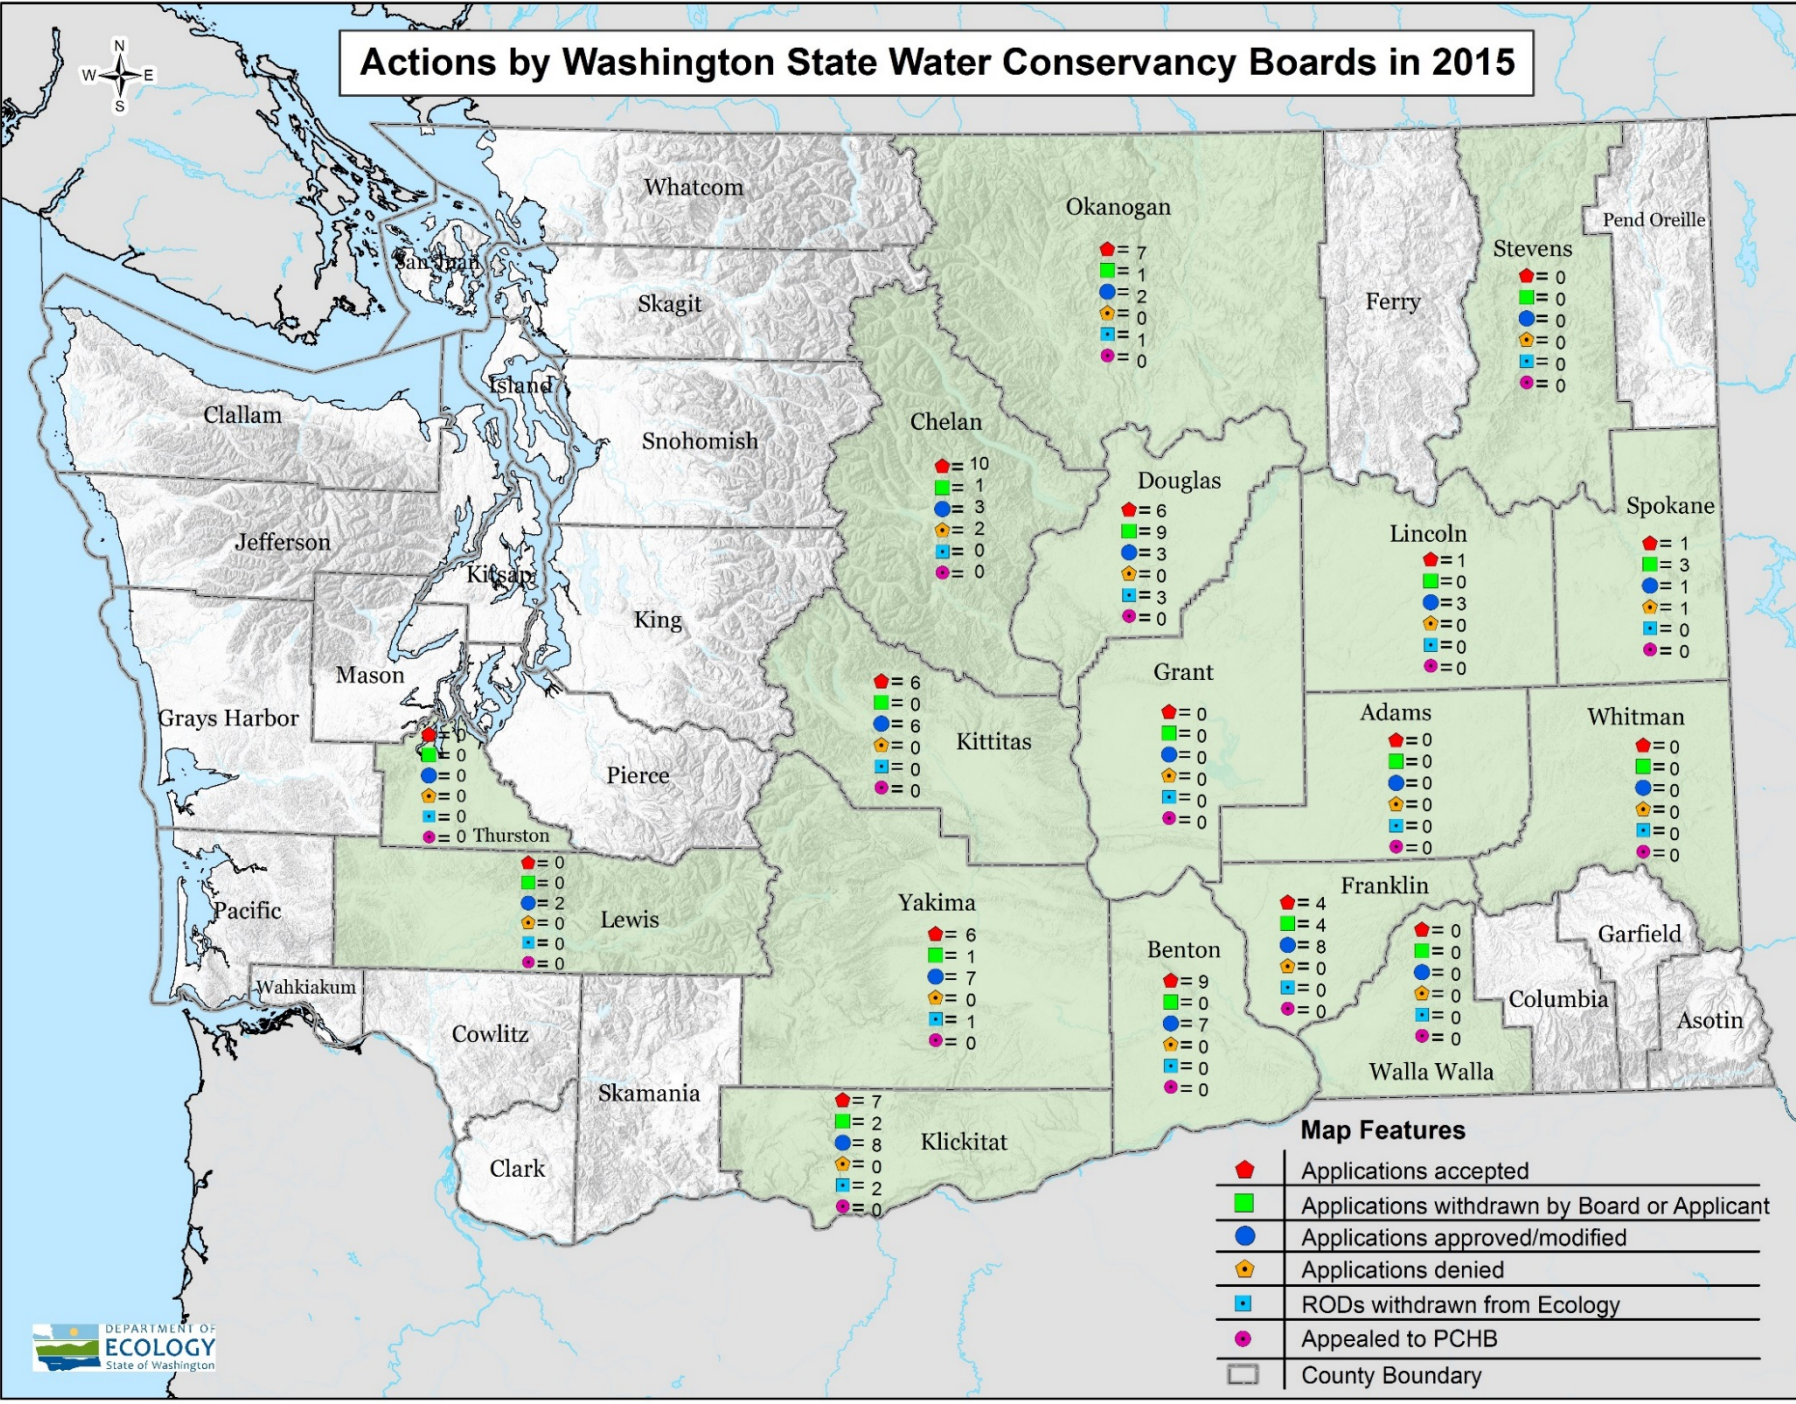 Actions by Washington State Water Conservancy Boards in 2015
N
W E
S
Whatcom
San Juan
Skagit
Island
Clallam
Snohomish
Jefferson
Kitsap
King
Mason
Grays Harbor
Pierce
Pacific
Wahkiakum
Cowlitz
Skamania
Clark
Okanogan
= 7
= 1
= 2
= 0
= 1
= 0
Ferry
Stevens
= 0
= 0
= 0
= 0
= 0
= 0
Pend Oreille
Chelan
= 10
= 1
= 3
= 2
= 0
= 0
Douglas
= 6
= 9
= 3
= 0
= 3
= 0
Lincoln
= 1
= 0
= 3
= 0
= 0
= 0
Spokane
= 1
= 3
= 1
= 1
= 0
= 0
Kittitas
= 6
= 0
= 6
= 0
= 0
= 0
Grant
= 0
= 0
= 0
= 0
= 0
= 0
Adams
= 0
= 0
= 0
= 0
= 0
= 0
Whitman
= 0
= 0
= 0
= 0
= 0
= 0
= 0
= 0
= 0
= 0
= 0
= 0 Thurston
= 0
= 0
= 2
= 0
= 0
= 0
Lewis
Yakima
= 6
= 1
= 7
= 0
= 1
= 0
Benton
= 9
= 0
= 7
= 0
= 0
= 0
Franklin
= 4
= 4
= 8
= 0
= 0
= 0
= 0
= 0
= 0
= 0
= 0
= 0
Walla Walla
Columbia
Garfield
Asotin
= 7
= 2
= 8
= 0
= 2
= 0
Klickitat
Map Features
Applications accepted
Applications withdrawn by Board or Applicant
Applications approved/modified
Applications denied
RODs withdrawn from Ecology
Appealed to PCHB
County Boundary
DEPARTMENT OF
ECOLOGY
State of Washington